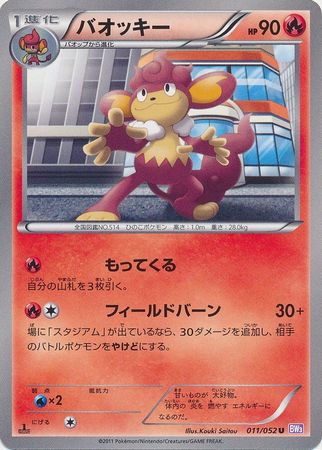 1進化 バオッキー HP90
バオップから進化
全国図鑑NO.514 ひのこポケモン 高さ:1.0m 重さ:28.0kg
もってくる
自分の山札を3枚引く。
フィールドバーン 30+
場に「スタジアム」が出ているなら、30ダメージを追加し、相手
のバトルポケモンをやけどにする。
弱点 抵抗力
×2
にげる
甘いものが 大好物。
体内の 炎を 燃やす エネルギーに
なるのだ。
Illus.Kouki Saitou
BW3 011/052 U
©2011 Pokémon/Nintendo/Creatures/GAME FREAK.